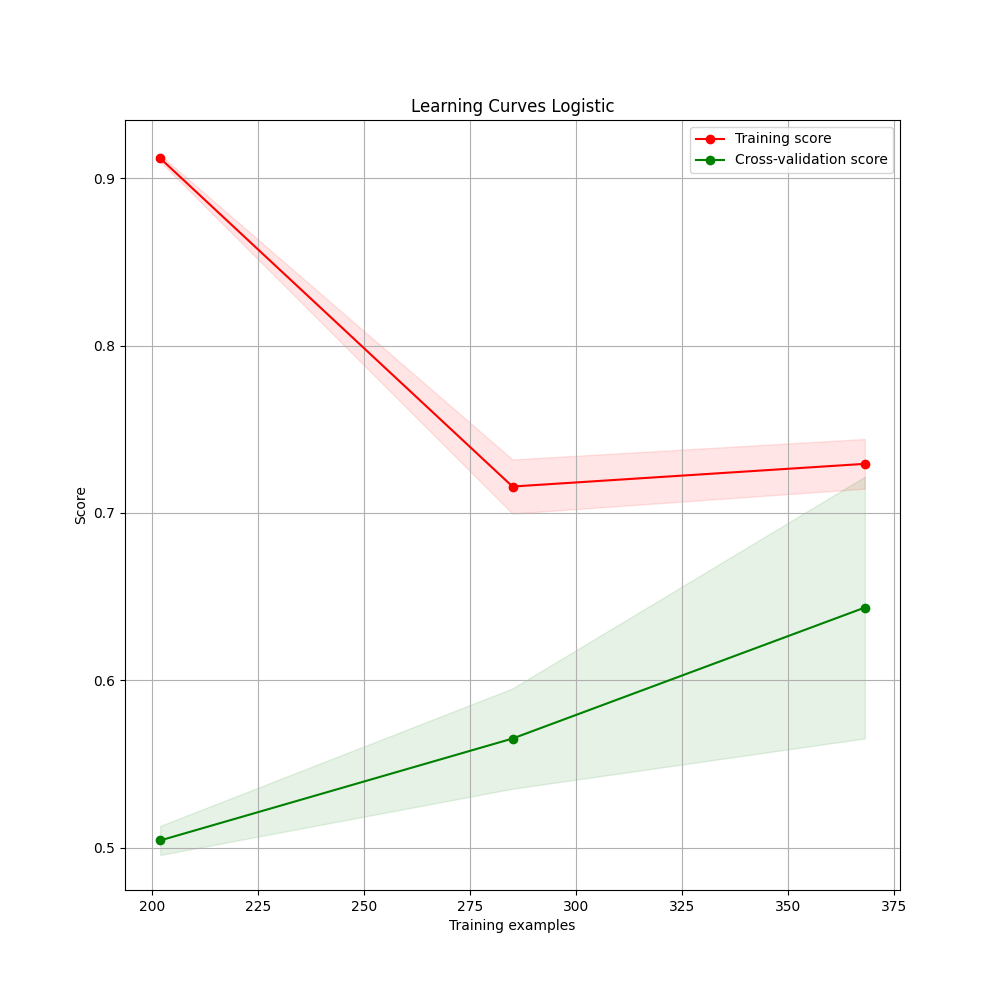 Learning Curves Logistic
Training score
Cross-validation score
0.9
0.8
0.7
0.6
0.5
Score
200 225 250 275 300 325 350 375
Training examples